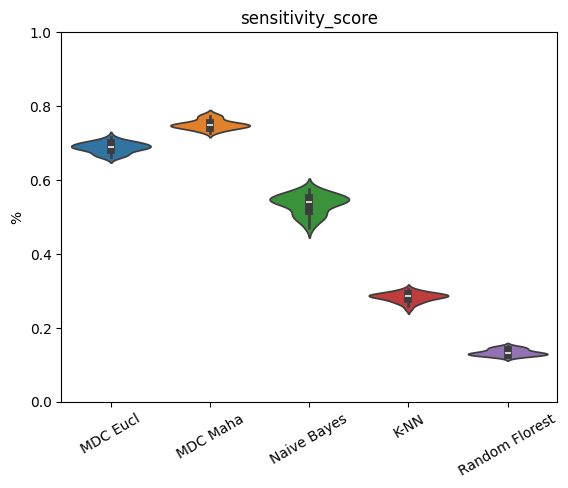 sensitivity_score
1.0
0.8
0.6
0.4
0.2
0.0
%
MDC Eucl
MDC Maha
Naive Bayes
K-NN
Random Florest